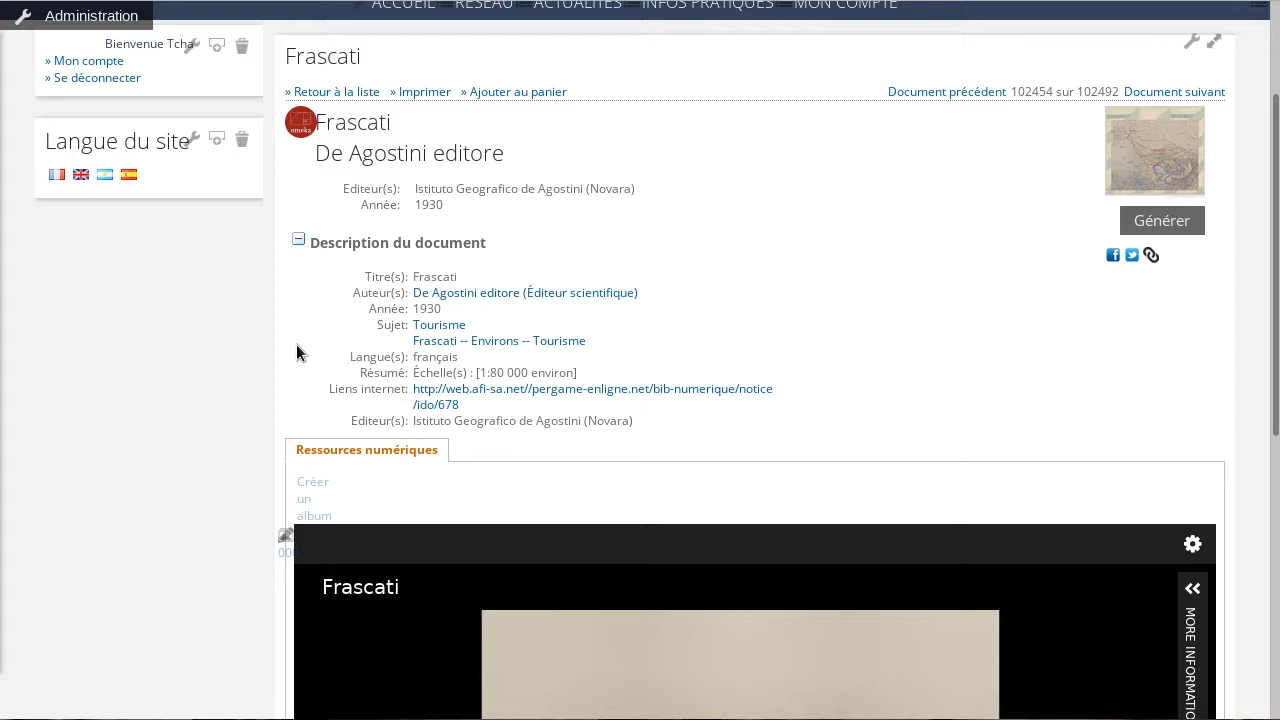 ACCUEIL RÉSEAU ACTUALITÉS INFOS PRATIQUES MON COMPTE
Administration
Bienvenue Tcha
» Mon compte
» Se déconnecter
Langue du site
Frascati
» Retour à la liste » Imprimer » Ajouter au panier Document précédent 102454 sur 102492 Document suivant
omeka
Frascati
De Agostini editore
Editeur(s): Istituto Geografico de Agostini (Novara)
Année: 1930
Générer
Description du document
Titre(s): Frascati
Auteur(s): De Agostini editore (Éditeur scientifique)
Année: 1930
Sujet: Tourisme
Frascati -- Environs -- Tourisme
Langue(s): français
Résumé: Échelle(s) : [1:80 000 environ]
Liens internet: http://web.afi-sa.net//pergame-enligne.net/bib-numerique/notice
/ido/678
Editeur(s): Istituto Geografico de Agostini (Novara)
Ressources numériques
Créer
un
album
Frascati
MORE INFORMATIO